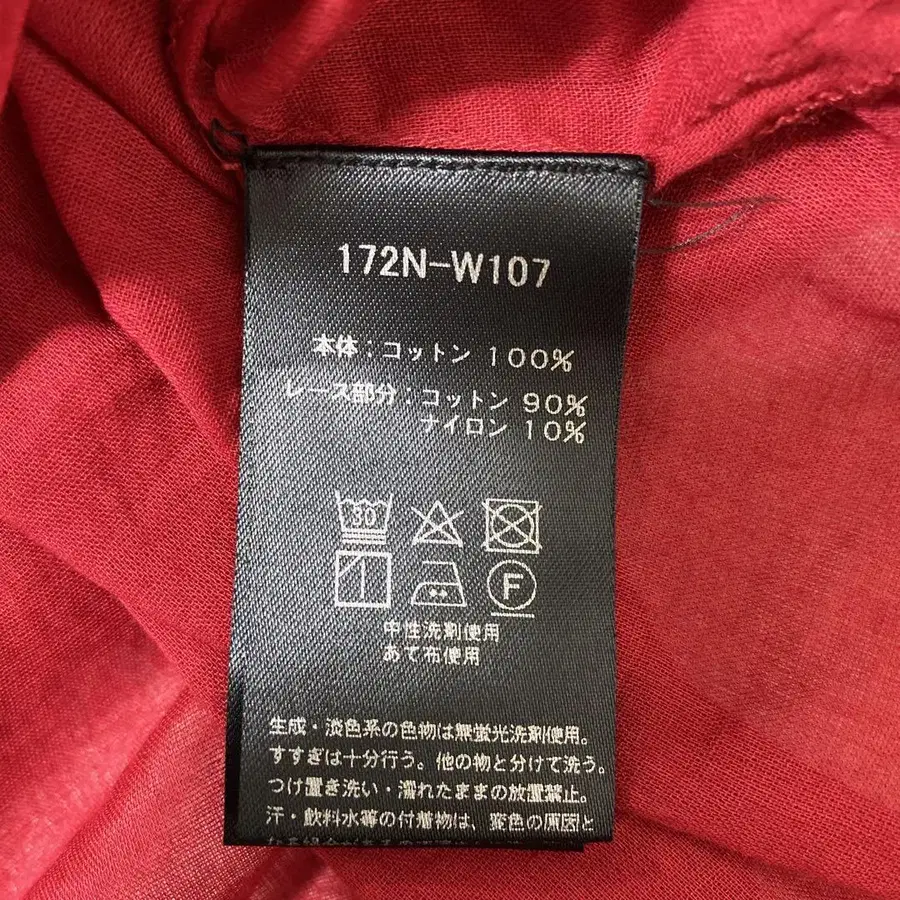 172N-W107
本体：コットン 100%
レース部分：コットン 90%
ナイロン 10%
30
F
中性洗剤使用
あて布使用
生成・淡色系の色物は無蛍光洗剤使用。
すすぎは十分行う。他の物と分けて洗う。
つけ置き洗い・濡れたままの放置禁止。
汗・飲料水等の付着物は、変色の原因と